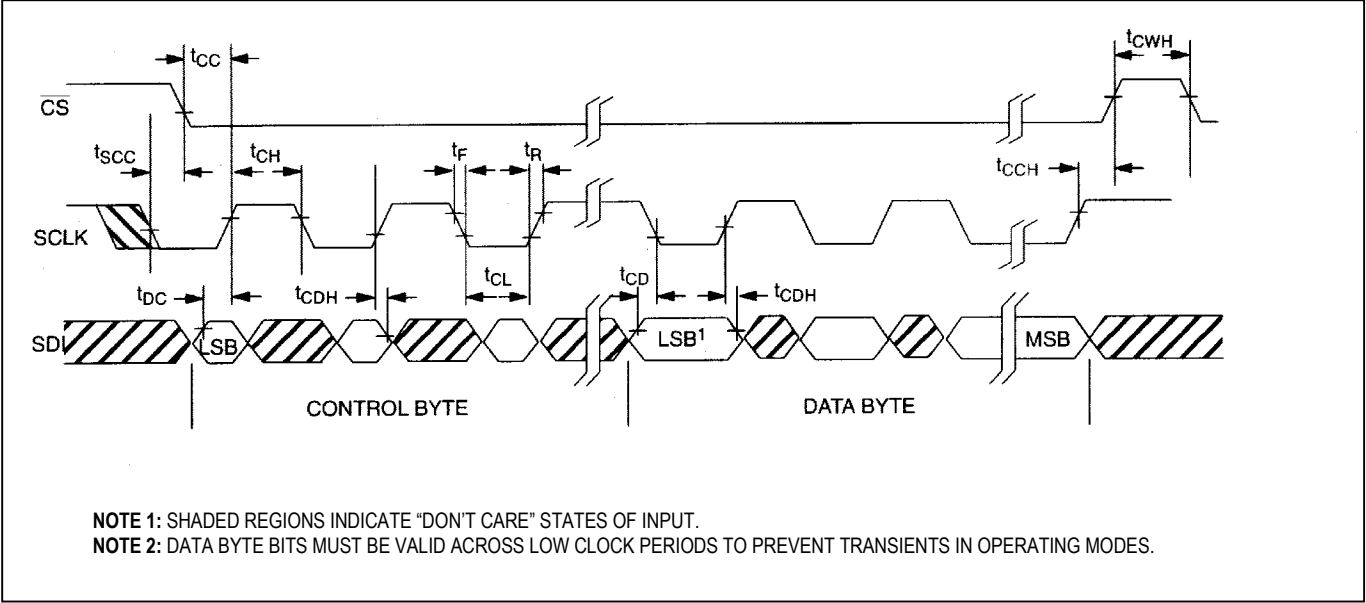 tCC
tCWH
CS
tSCC
tCH
tF
tR
tCCH
SCLK
tDC
tCDH
tCL
tCD
tCDH
SDI
LSB
LSB1
MSB
CONTROL BYTE
DATA BYTE
NOTE 1: SHADED REGIONS INDICATE “DON’T CARE” STATES OF INPUT.
NOTE 2: DATA BYTE BITS MUST BE VALID ACROSS LOW CLOCK PERIODS TO PREVENT TRANSIENTS IN OPERATING MODES.